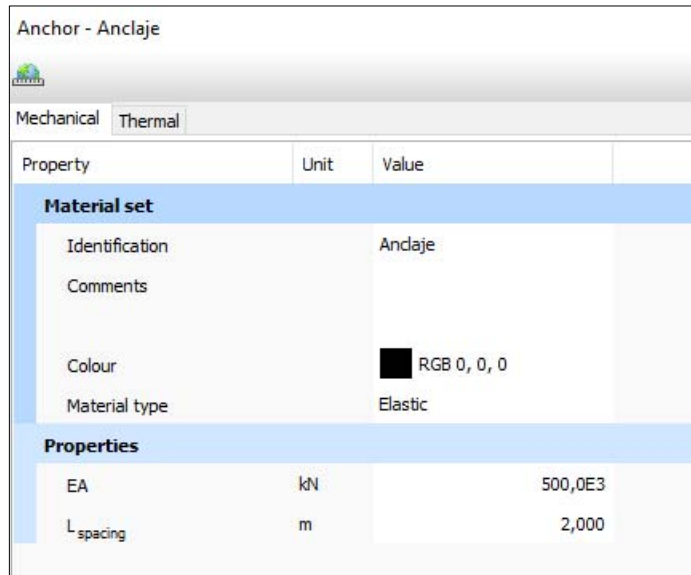 Anchor - Anclaje
Mechanical Thermal
Property Unit Value
Material set
Identification Anclaje
Comments
Colour RGB 0, 0, 0
Material type Elastic
Properties
EA kN 500,0E3
L spacing m 2,000